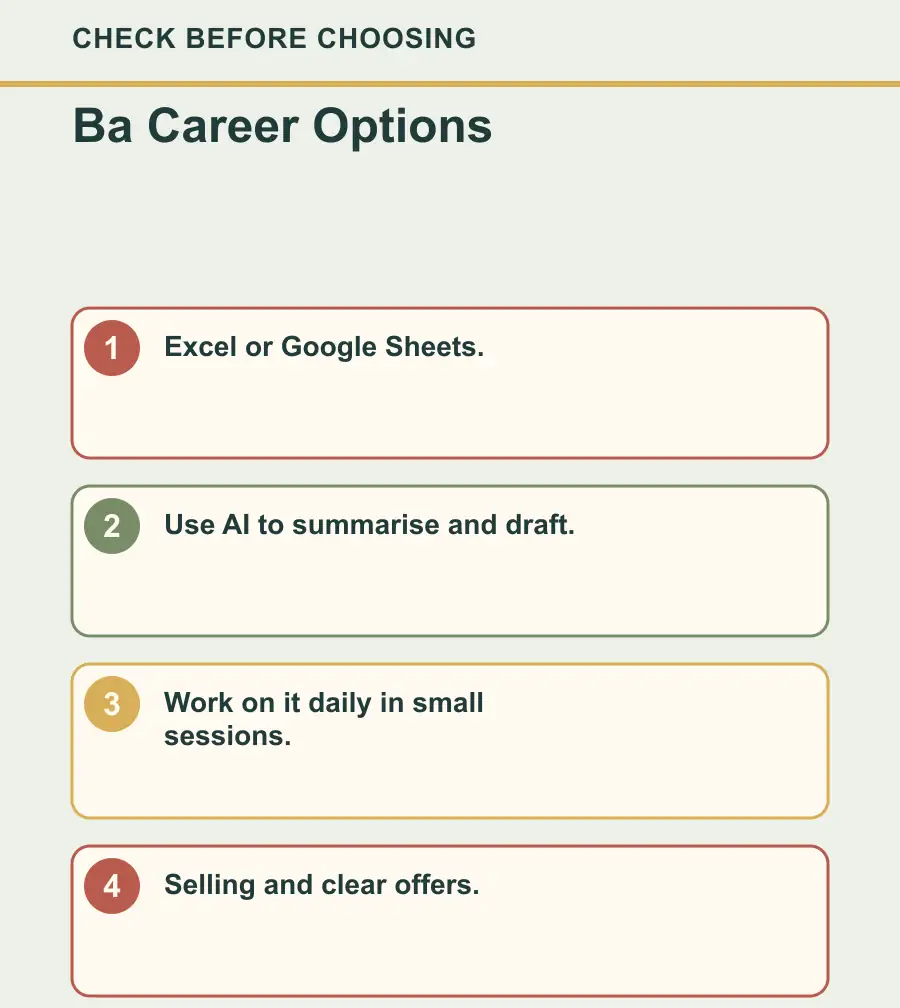 CHECK BEFORE CHOOSING
Ba Career Options
1
Excel or Google Sheets.
2
Use AI to summarise and draft.
3
Work on it daily in small
sessions.
4
Selling and clear offers.